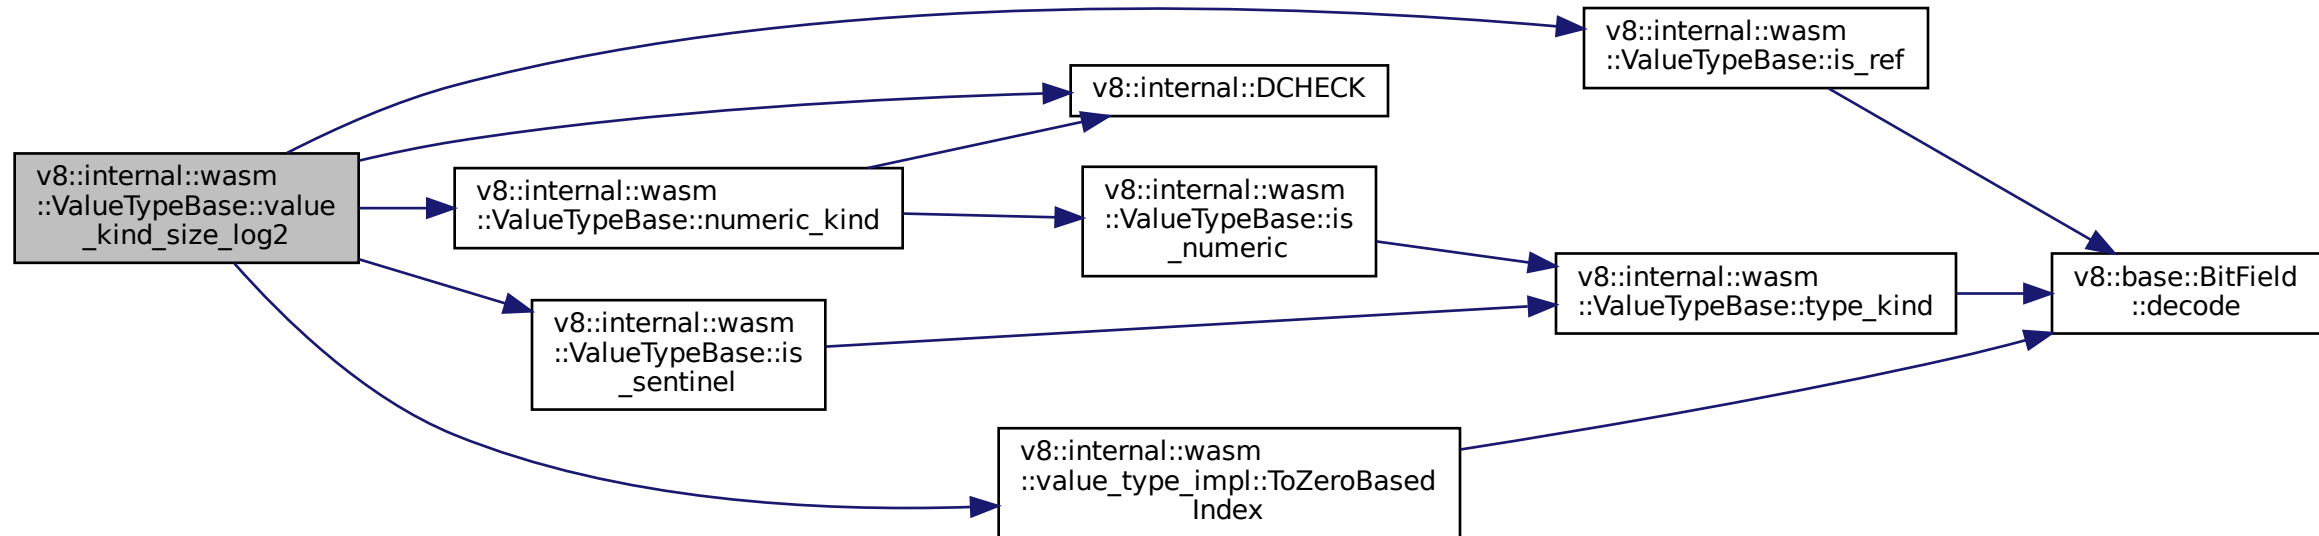 v8::internal::wasm
::ValueTypeBase::value
_kind_size_log2
v8::internal::DCHECK
v8::internal::wasm
::ValueTypeBase::is_ref
v8::internal::wasm
::ValueTypeBase::numeric_kind
v8::internal::wasm
::ValueTypeBase::is
_numeric
v8::internal::wasm
::ValueTypeBase::type_kind
v8::base::BitField
::decode
v8::internal::wasm
::ValueTypeBase::is
_sentinel
v8::internal::wasm
::value_type_impl::ToZeroBased
Index